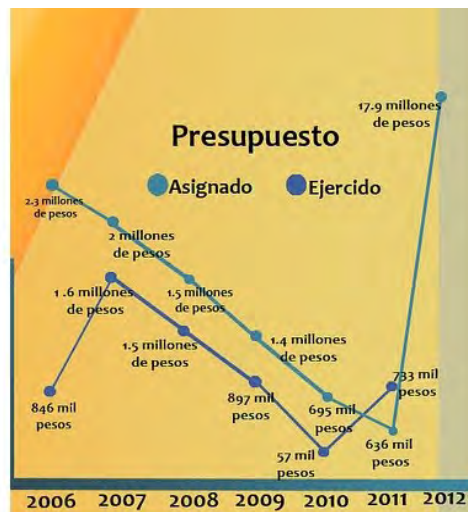 17.9 millones
de pesos
Presupuesto
Asignado
Ejercido
2.3 millones
de pesos
2 millones
de pesos
1 .6 millones
de pesos
1.5 millones
de pesos
1.5 millones
de pesos
1.4 millones
de pesos
846 mil
pesos
897 mil
pesos
695 mil
pesos
733 mil
pesos
57 mil
pesos
636 mil
pesos
2006 2007 2008 2009 2010 2011 2012